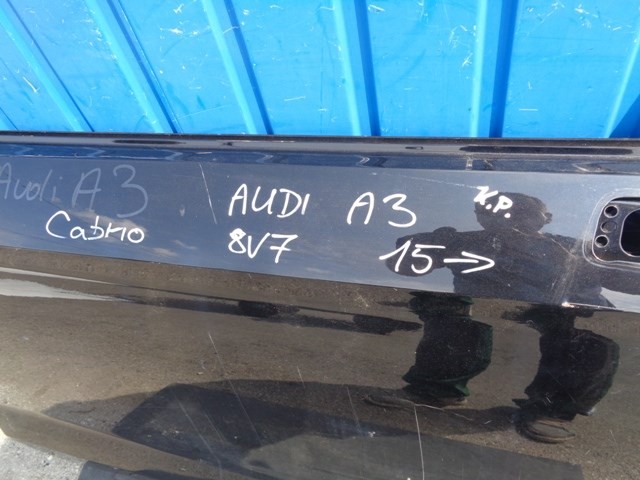 Audi A3
Cabrio
AUDI A3
8V7 15→
K.P.